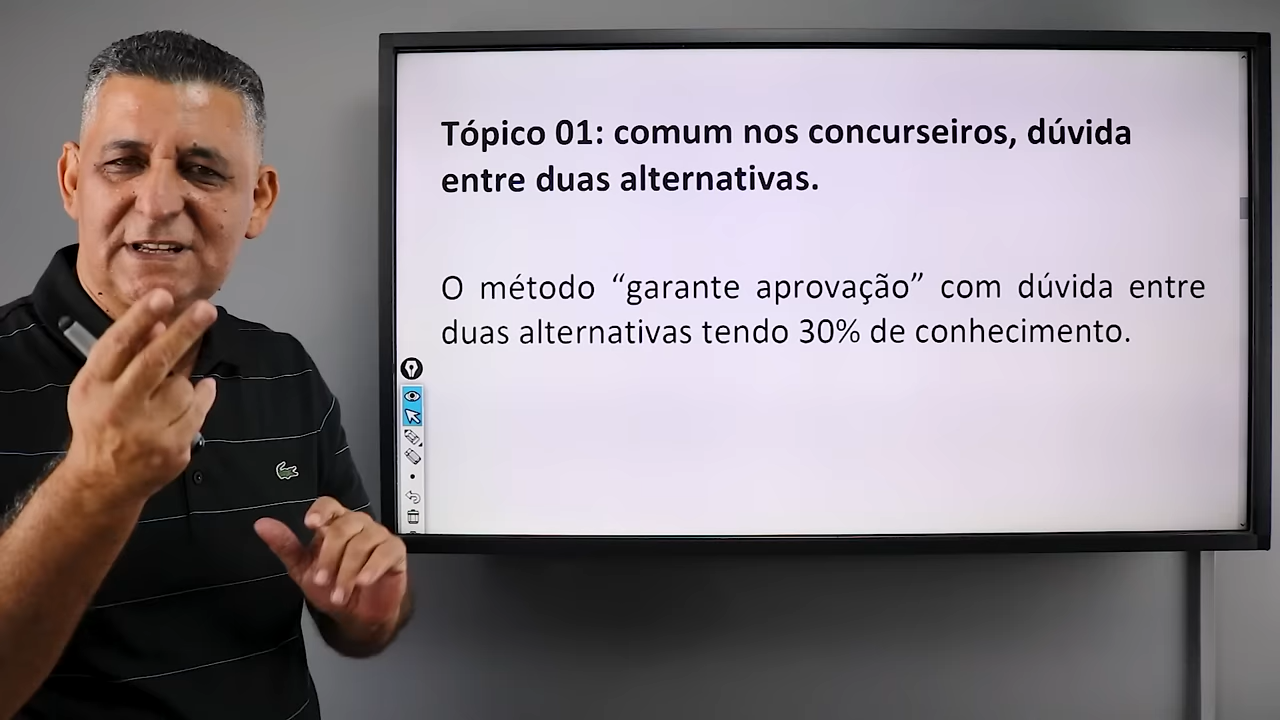 Tópico 01: comum nos concurseiros, dúvida
entre duas alternativas.
O método “garante aprovação” com dúvida entre
duas alternativas tendo 30% de conhecimento.